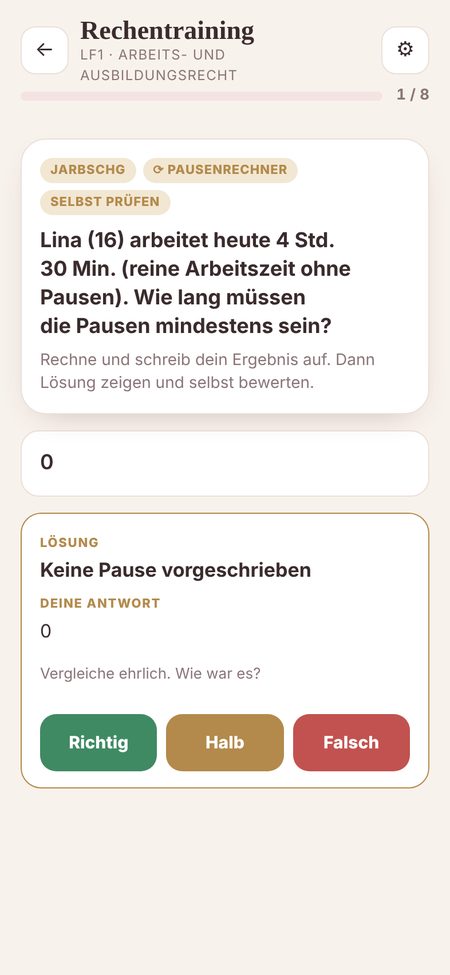 ←
Rechentraining
LF1 · ARBEITS- UND
AUSBILDUNGSRECHT
⚙
1 / 8
JARBSCHG
⟳ PAUSENRECHNER
SELBST PRÜFEN
Lina (16) arbeitet heute 4 Std.
30 Min. (reine Arbeitszeit ohne
Pausen). Wie lang müssen
die Pausen mindestens sein?
Rechne und schreib dein Ergebnis auf. Dann
Lösung zeigen und selbst bewerten.
0
LÖSUNG
Keine Pause vorgeschrieben
DEINE ANTWORT
0
Vergleiche ehrlich. Wie war es?
Richtig
Halb
Falsch